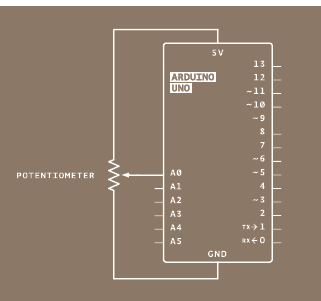 5V
ARDUINO
UNO
13
12
~11
~10
~9
8
7
~6
~5
4
~3
2
TX→1
RX←0
POTENTIOMETER
A0
A1
A2
A3
A4
A5
GND